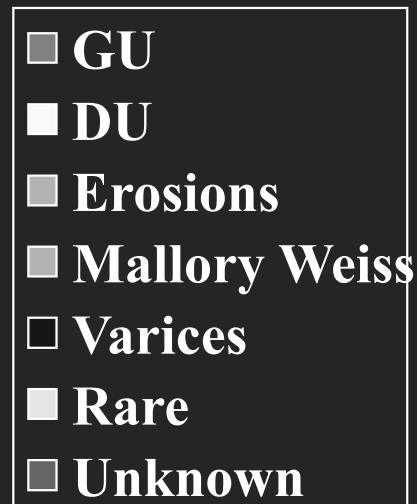 GU
DU
Erosions
Mallory Weiss
Varices
Rare
Unknown